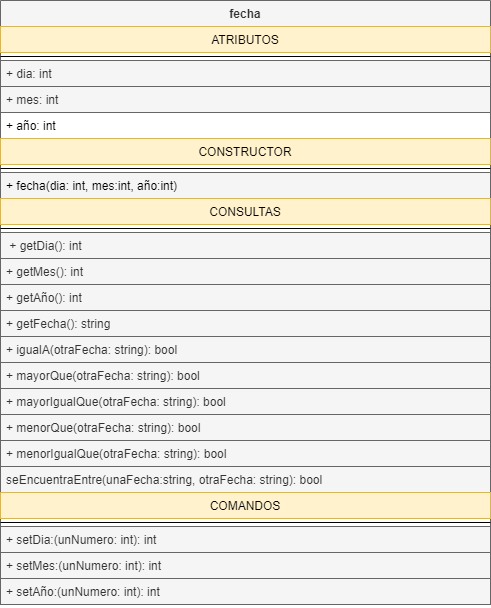 fecha
ATRIBUTOS
+ dia: int
+ mes: int
+ año: int
CONSTRUCTOR
+ fecha(dia: int, mes:int, año:int)
CONSULTAS
+ getDia(): int
+ getMes(): int
+ getAño(): int
+ getFecha(): string
+ igualA(otraFecha: string): bool
+ mayorQue(otraFecha: string): bool
+ mayorIgualQue(otraFecha: string): bool
+ menorQue(otraFecha: string): bool
+ menorIgualQue(otraFecha: string): bool
seEncuentraEntre(unaFecha:string, otraFecha: string): bool
COMANDOS
+ setDia:(unNumero: int): int
+ setMes:(unNumero: int): int
+ setAño:(unNumero: int): int